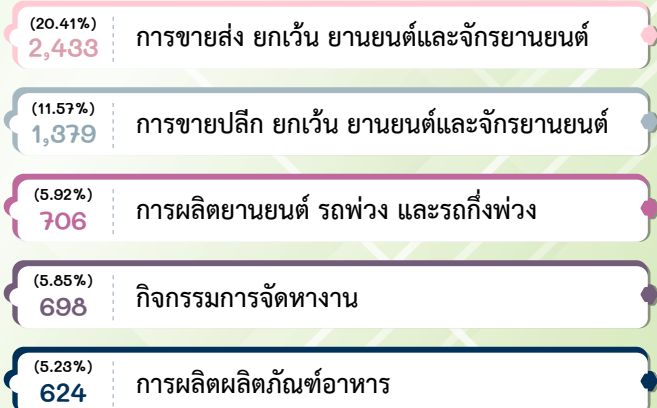 (20.41%)
2,433
การขายส่ง ยกเว้น ยานยนต์และจักรยานยนต์
(11.57%)
1,379
การขายปลีก ยกเว้น ยานยนต์และจักรยานยนต์
(5.92%)
706
การผลิตยานยนต์ รถพ่วง และรถกึ่งพ่วง
(5.85%)
698
กิจกรรมการจัดหางาน
(5.23%)
624
การผลิตผลิตภัณฑ์อาหาร